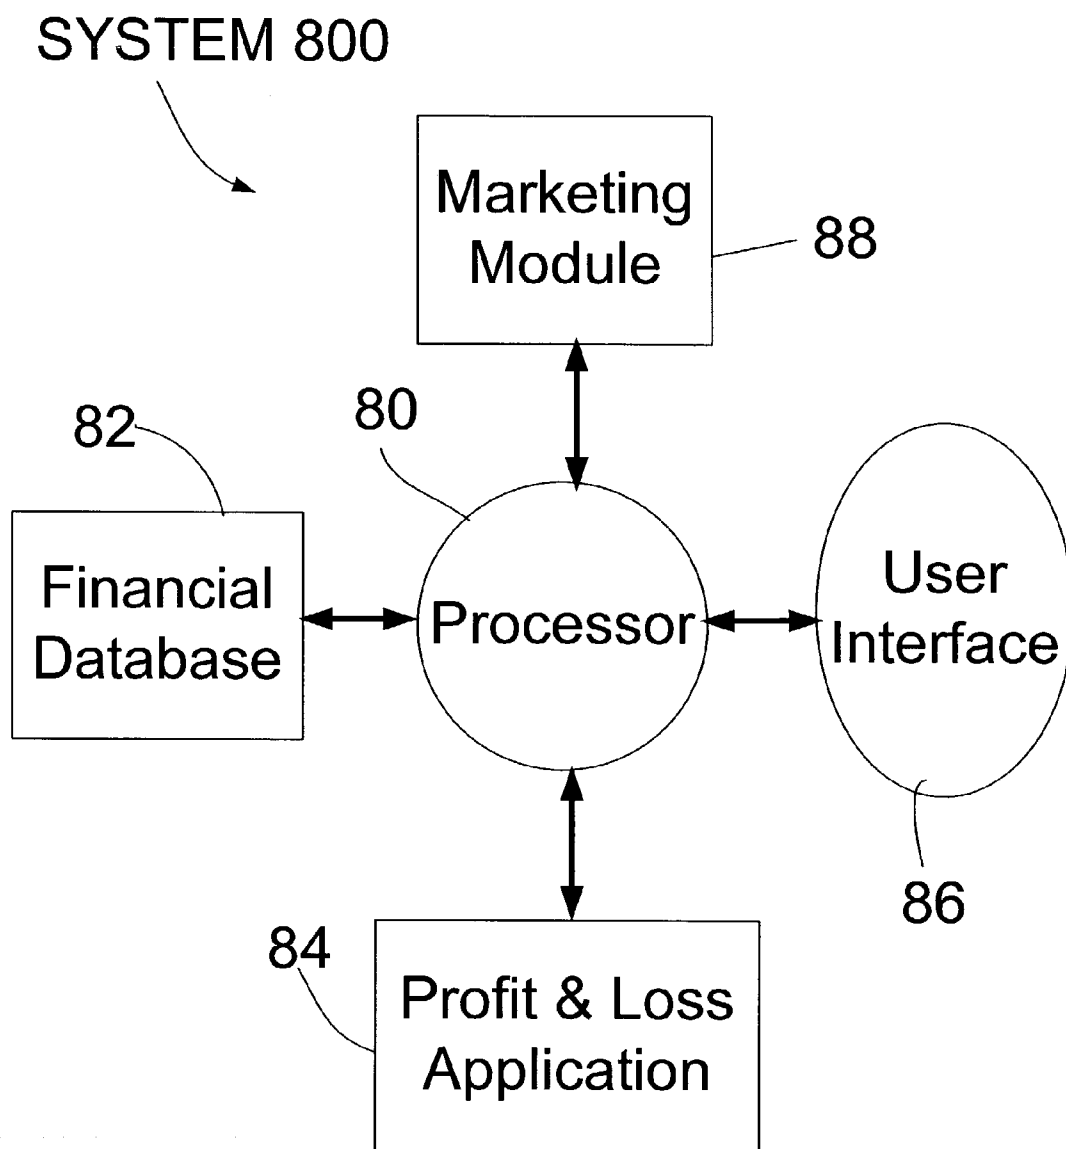 SYSTEM 800
Marketing
Module
88
80
82
Financial
Database
Processor
User
Interface
86
84
Profit & Loss
Application